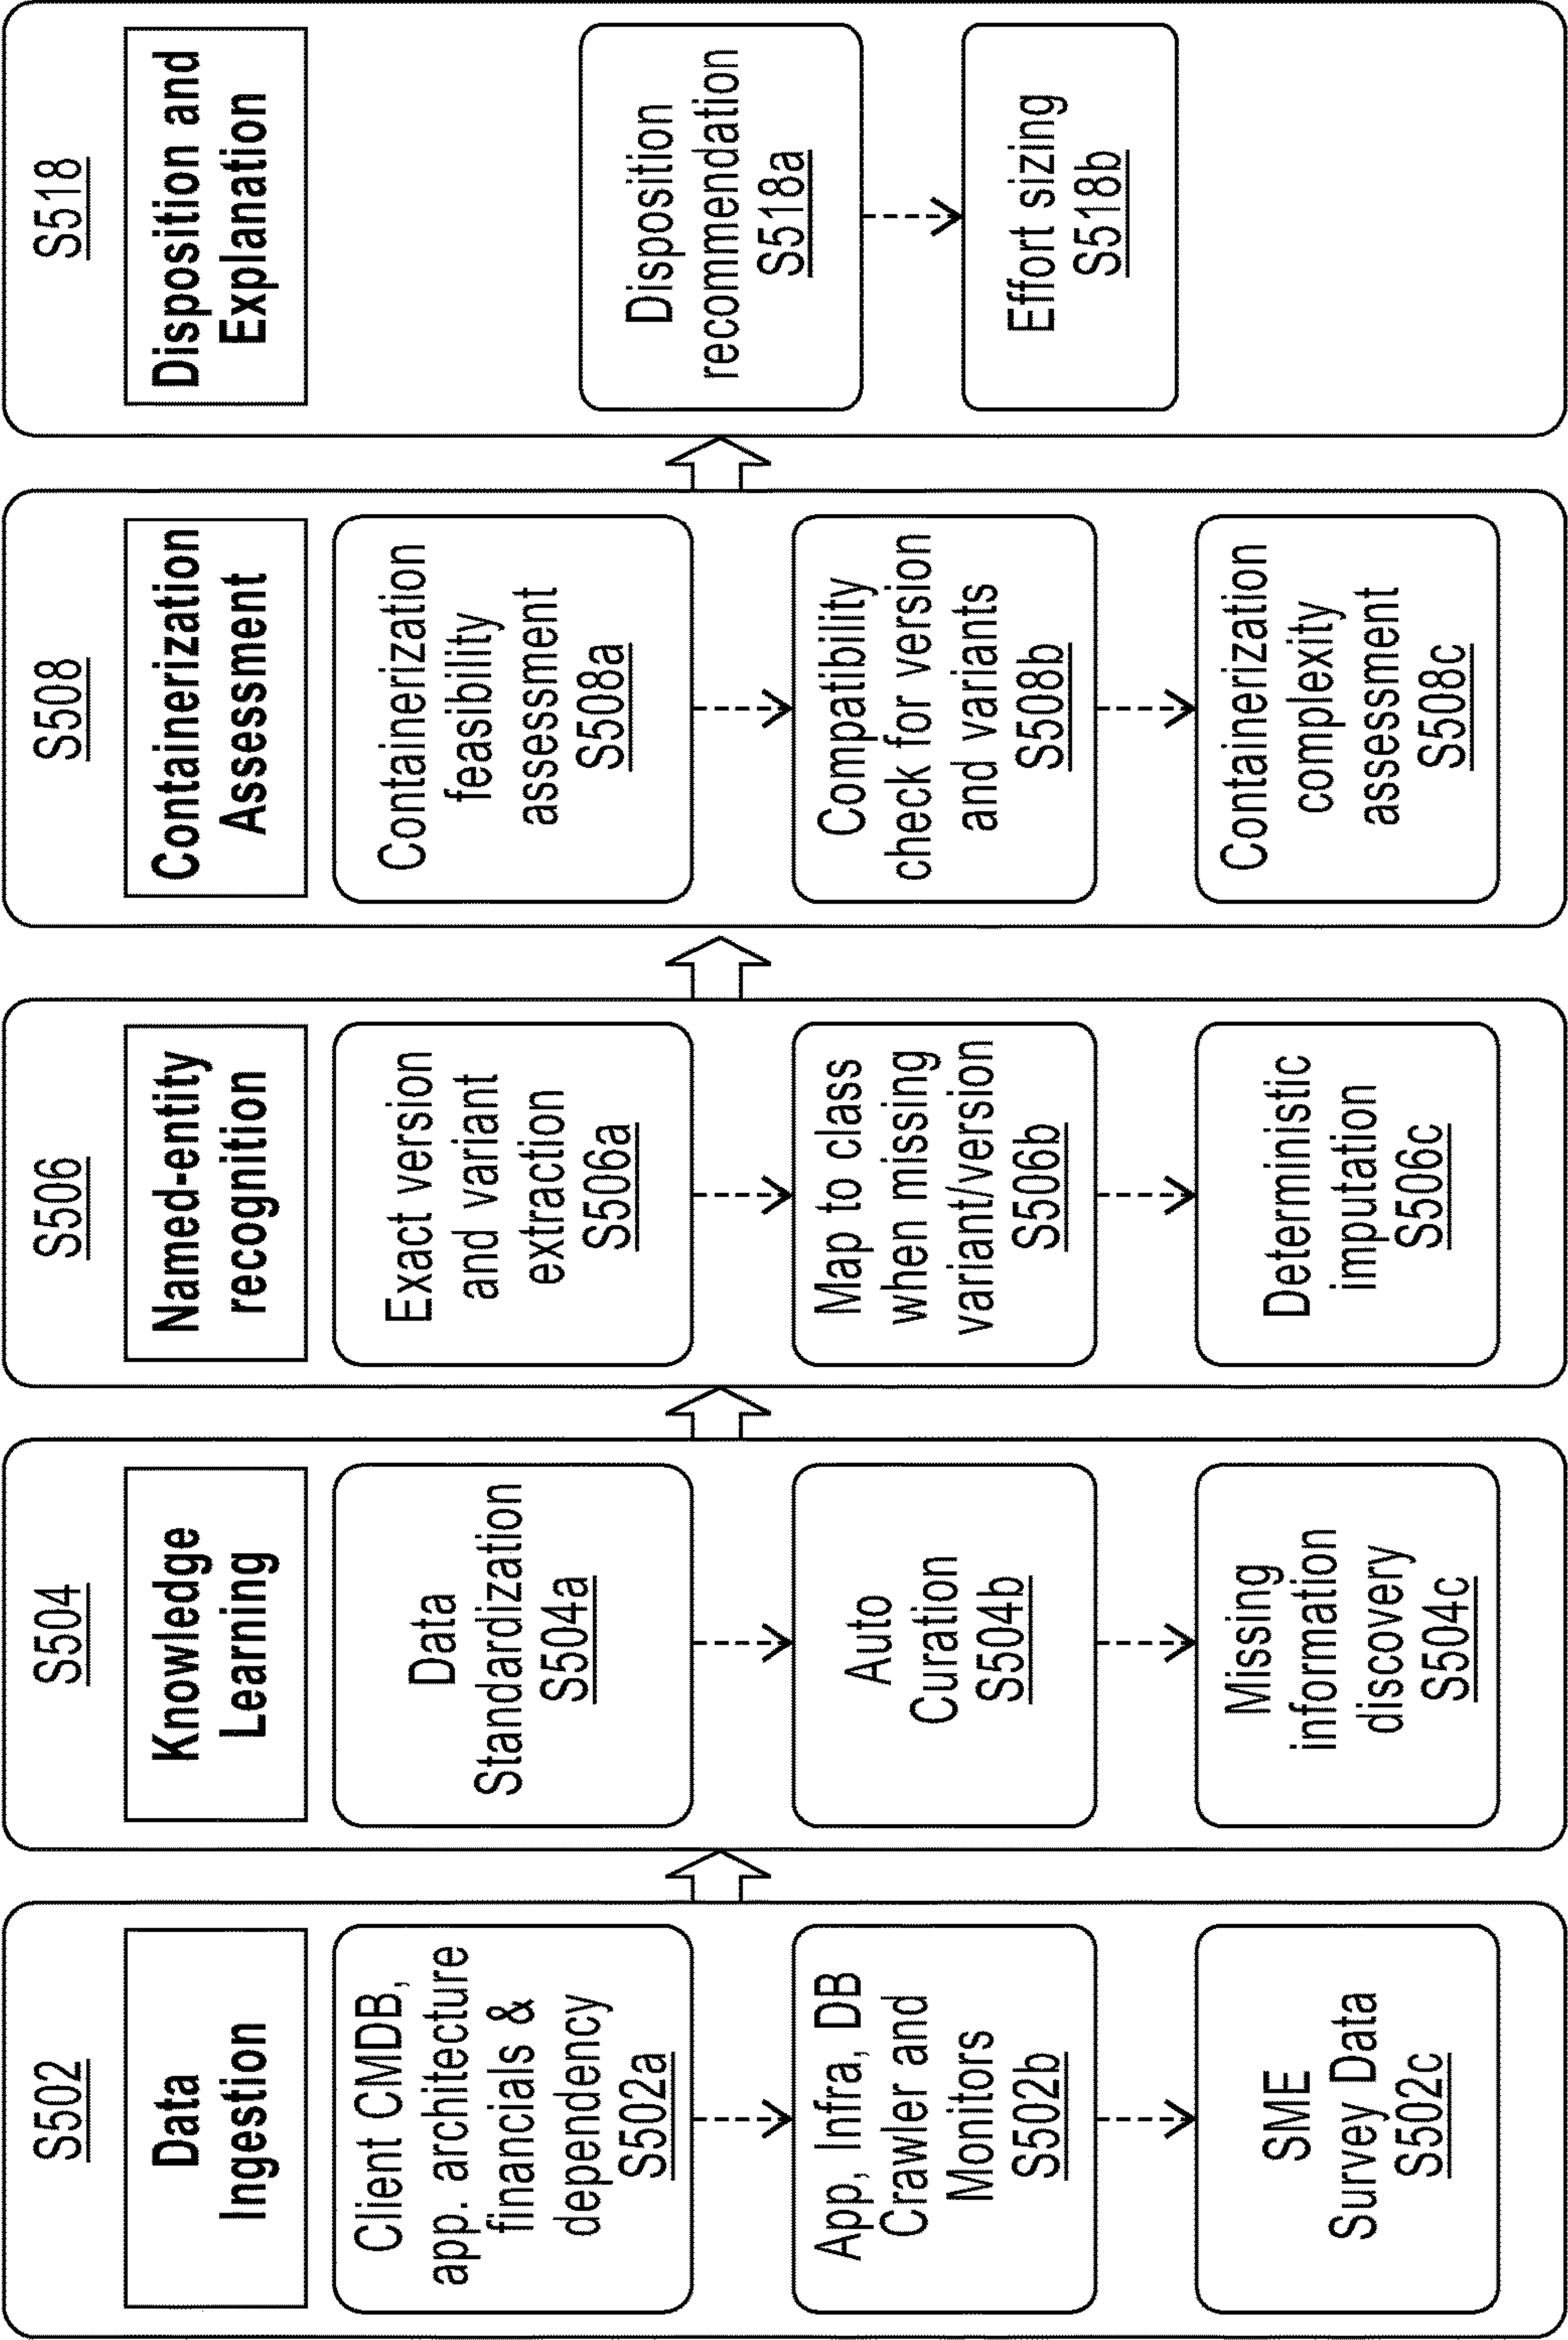 S502
Data
Ingestion
Client CMDB,
app. architecture
financials &
dependency
S502a
App, Infra, DB
Crawler and
Monitors
S502b
SME
Survey Data
S502c
S504
Knowledge
Learning
Data
Standardization
S504a
Auto
Curation
S504b
Missing
information
discovery
S504c
S506
Named-entity
recognition
Exact version
and variant
extraction
S506a
Map to class
when missing
variant/version
S506b
Deterministic
imputation
S506c
S508
Containerization
Assessment
Containerization
feasibility
assessment
S508a
Compatibility
check for version
and variants
S508b
Containerization
complexity
assessment
S508c
S518
Disposition and
Explanation
Disposition
recommendation
S518a
Effort sizing
S518b